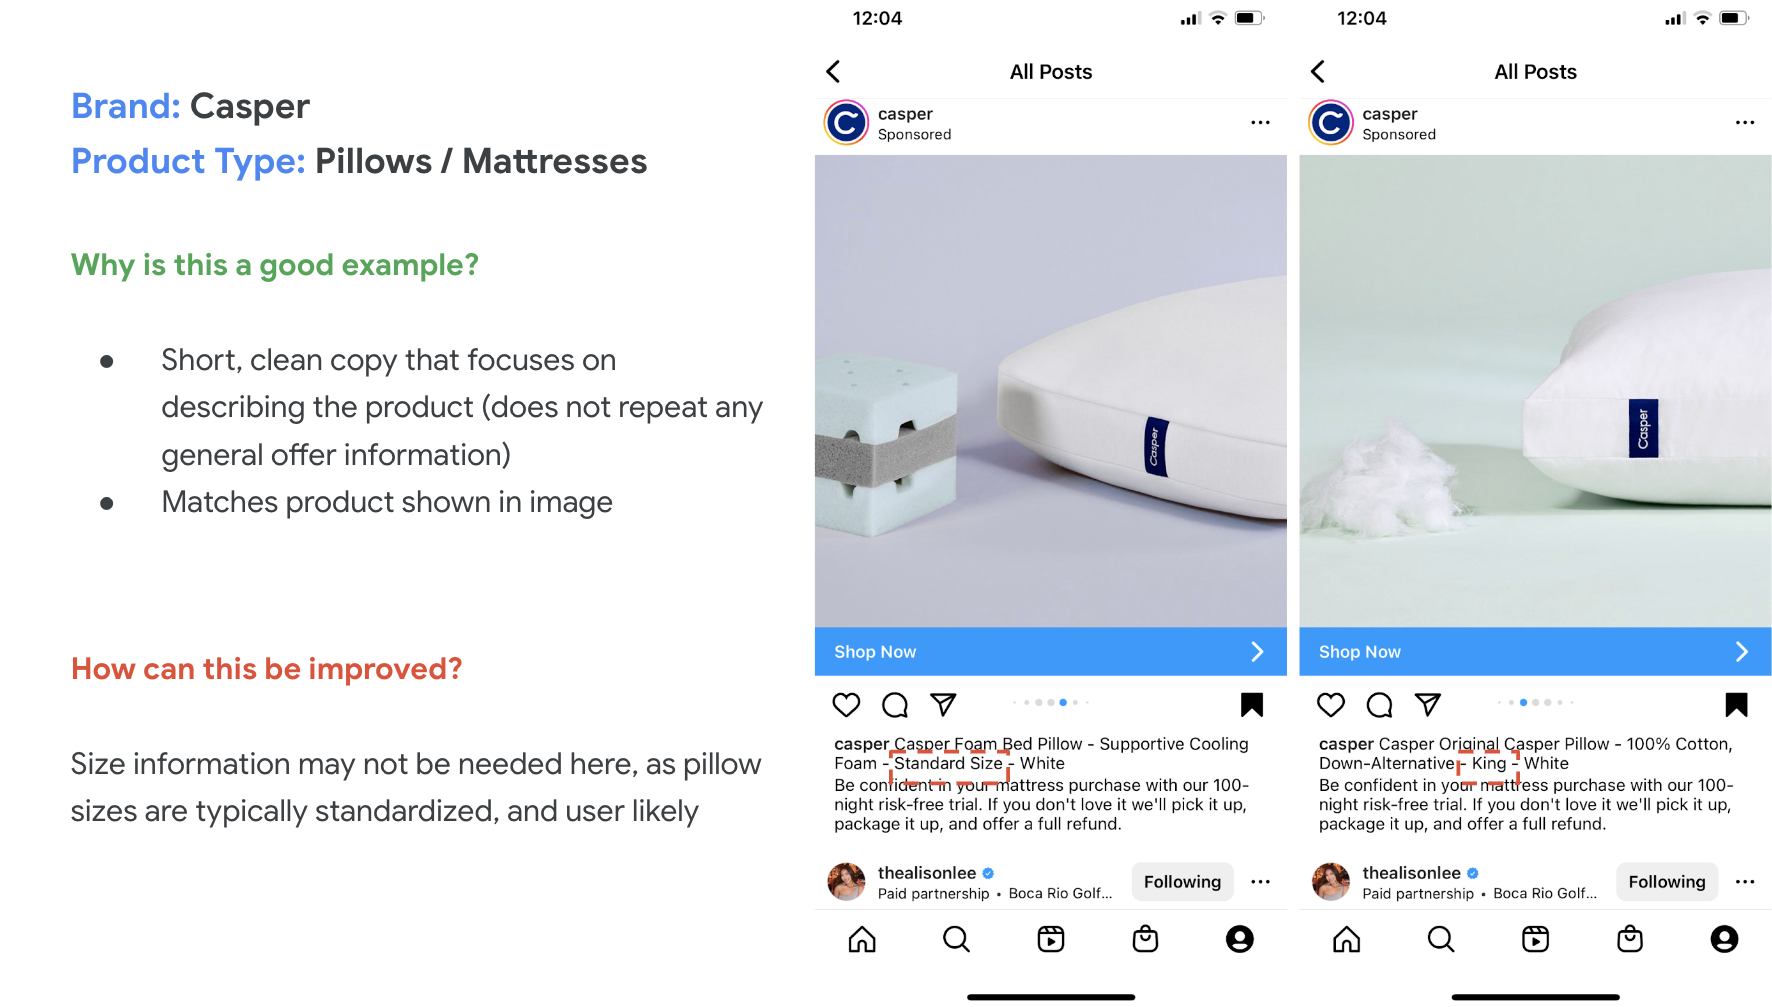 Brand: Casper
Product Type: Pillows / Mattresses
Why is this a good example?
● Short, clean copy that focuses on
describing the product (does not repeat any
general offer information)
● Matches product shown in image
How can this be improved?
Size information may not be needed here, as pillow
sizes are typically standardized, and user likely
12:04
All Posts
casper
Sponsored
Casper
Shop Now
casper Casper Foam Bed Pillow - Supportive Cooling
Foam - Standard Size - White
Be confident in your mattress purchase with our 100-
night risk-free trial. If you don't love it we'll pick it up,
package it up, and offer a full refund.
thealisonlee
Paid partnership • Boca Rio Golf...
Following
12:04
All Posts
casper
Sponsored
Casper
Shop Now
casper Casper Original Casper Pillow - 100% Cotton,
Down-Alternative - King - White
Be confident in your mattress purchase with our 100-
night risk-free trial. If you don't love it we'll pick it up,
package it up, and offer a full refund.
thealisonlee
Paid partnership • Boca Rio Golf...
Following